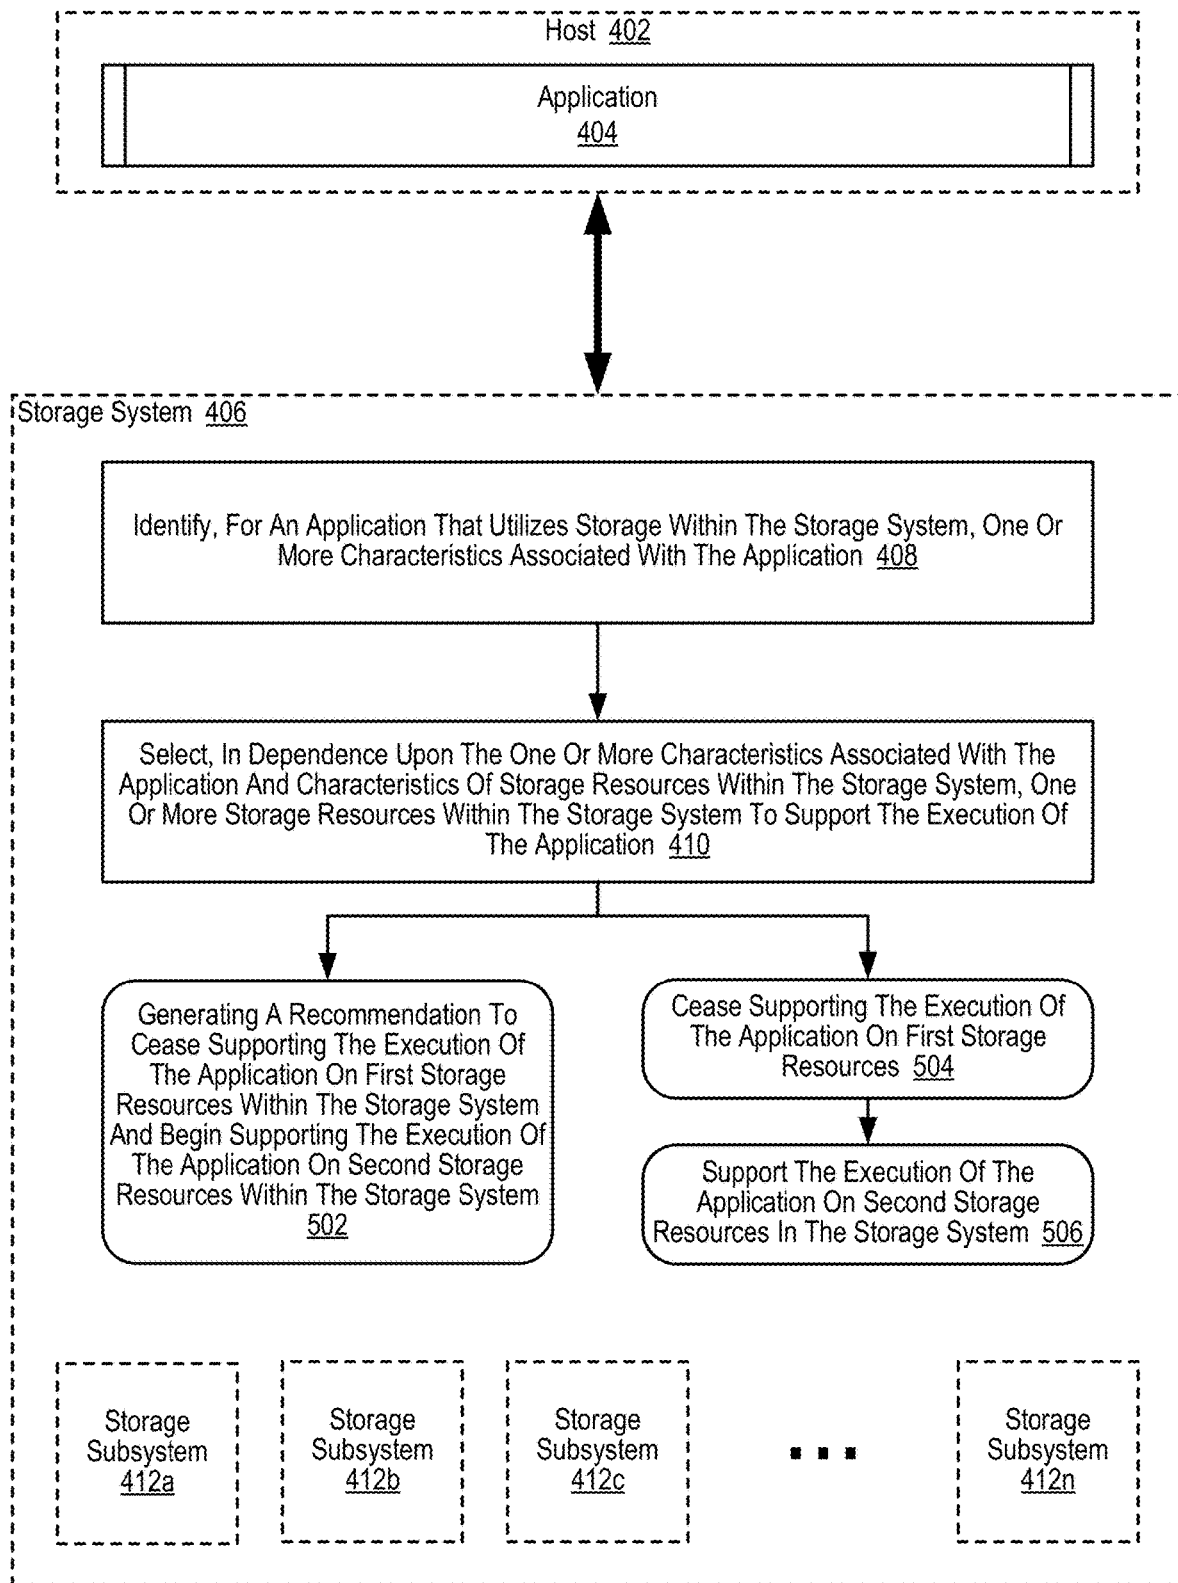 Host 402
Application
404
Storage System 406
Identify, For An Application That Utilizes Storage Within The Storage System, One Or
More Characteristics Associated With The Application 408
Select, In Dependence Upon The One Or More Characteristics Associated With The
Application And Characteristics Of Storage Resources Within The Storage System, One
Or More Storage Resources Within The Storage System To Support The Execution Of
The Application 410
Generating A Recommendation To
Cease Supporting The Execution Of
The Application On First Storage
Resources Within The Storage System
And Begin Supporting The Execution Of
The Application On Second Storage
Resources Within The Storage System
502
Cease Supporting The Execution Of
The Application On First Storage
Resources 504
Support The Execution Of The
Application On Second Storage
Resources In The Storage System 506
Storage
Subsystem
412a
Storage
Subsystem
412b
Storage
Subsystem
412c
...
Storage
Subsystem
412n